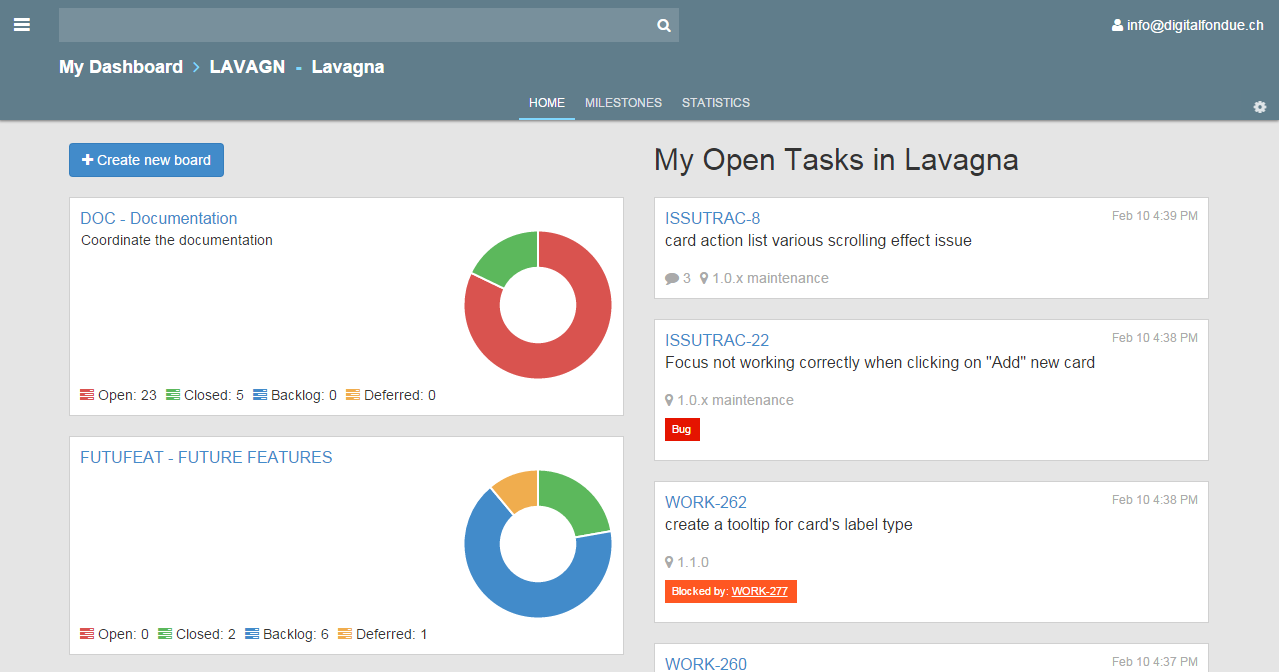 info@digitalfondue.ch
My Dashboard > LAVAGN - Lavagna
HOME MILESTONES STATISTICS
Create new board
DOC - Documentation
Coordinate the documentation
Open: 23 Closed: 5 Backlog: 0 Deferred: 0
FUTUFEAT - FUTURE FEATURES
Open: 0 Closed: 2 Backlog: 6 Deferred: 1
My Open Tasks in Lavagna
ISSUTRAC-8 Feb 10 4:39 PM
card action list various scrolling effect issue
3 1.0.x maintenance
ISSUTRAC-22 Feb 10 4:38 PM
Focus not working correctly when clicking on "Add" new card
1.0.x maintenance
Bug
WORK-262 Feb 10 4:38 PM
create a tooltip for card's label type
1.1.0
Blocked by: WORK-277
WORK-260 Feb 10 4:37 PM